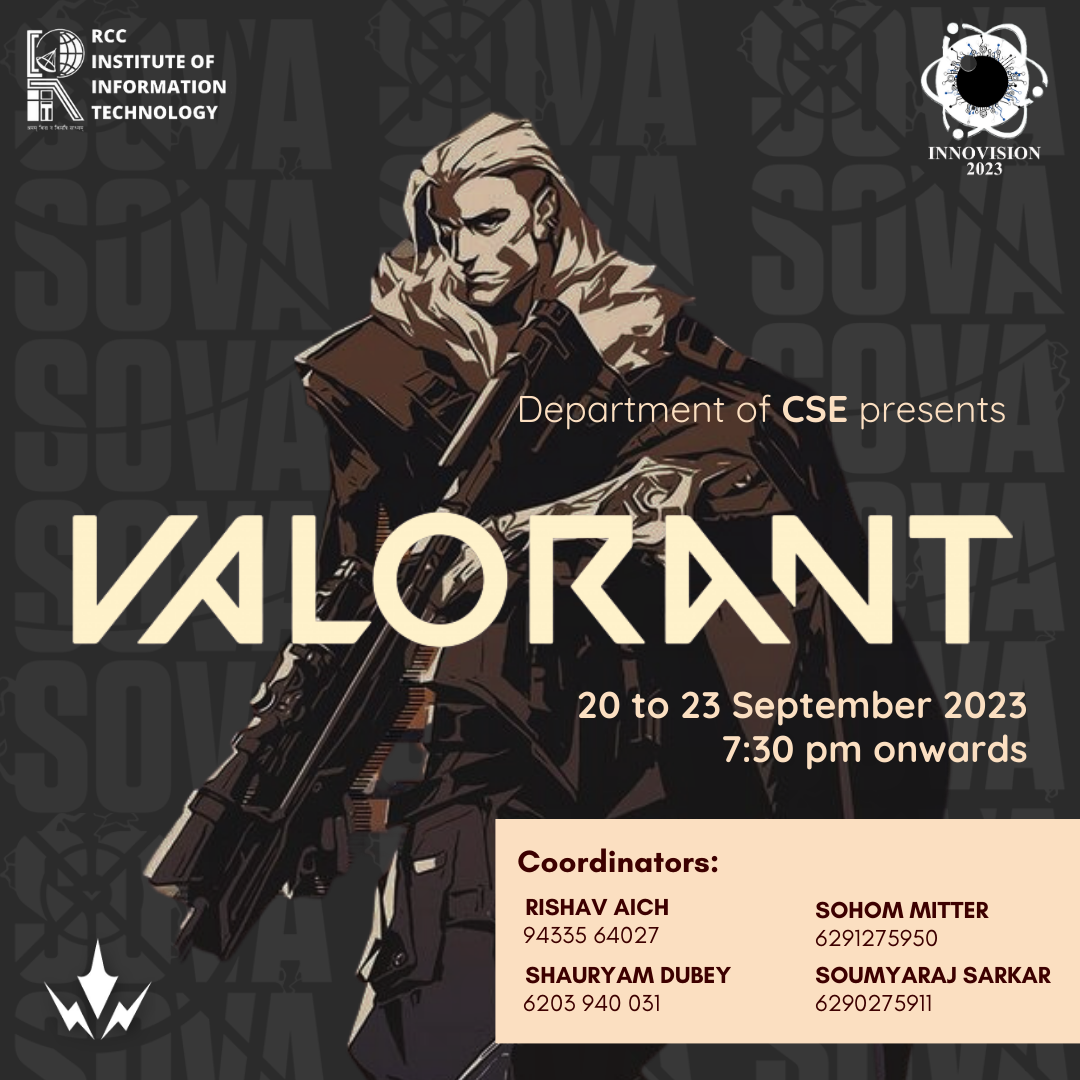 RCC
INSTITUTE OF
INFORMATION
TECHNOLOGY
INNOVISION
2023
SOVA
Department of CSE presents
VALORANT
20 to 23 September 2023
7:30 pm onwards
Coordinators:
RISHAV AICH
94335 64027
SOHOM MITTER
6291275950
SHAURYAM DUBEY
6203 940 031
SOUMYARAJ SARKAR
6290275911